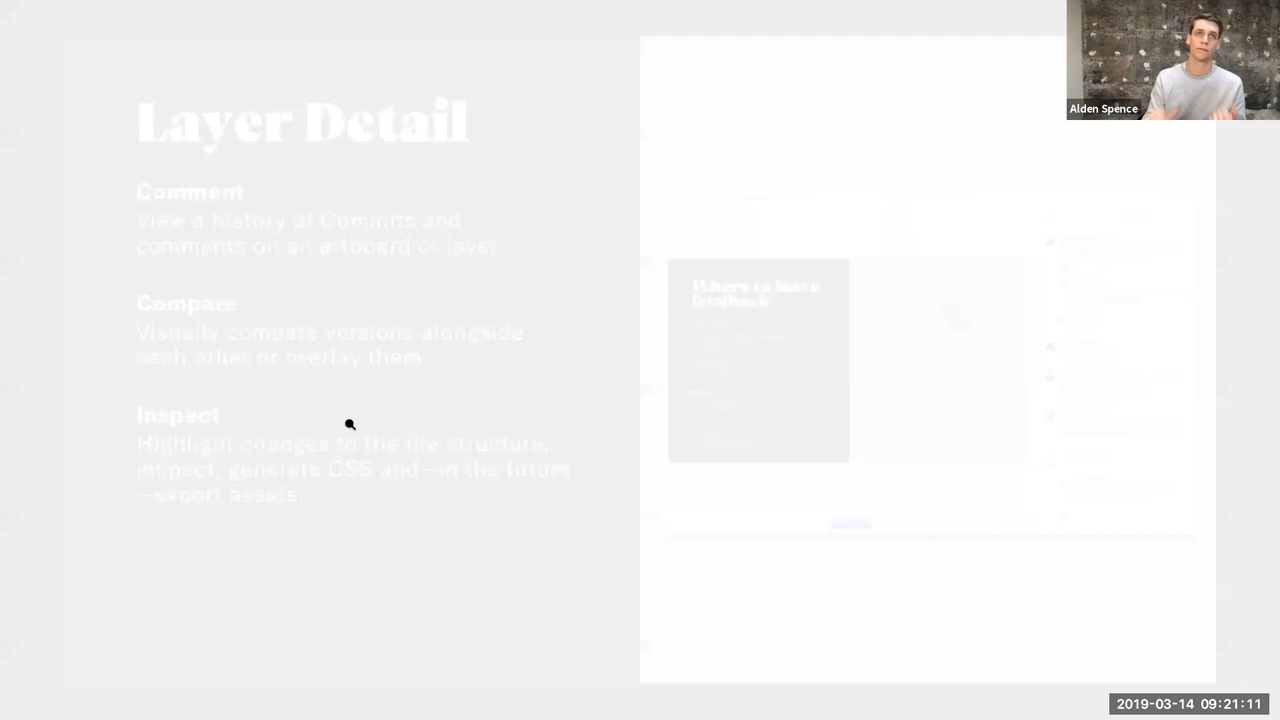 Alden Spence
Layer Detail
Comment
View a history of Commits and
comments on an artboard or layer
Compare
Visually compare versions alongside
each other or overlay them
Inspect
Highlight changes to the file structure,
inspect, generate CSS and—in the future
—export assets
Where to leave
feedback
2019-03-14 09:21:11